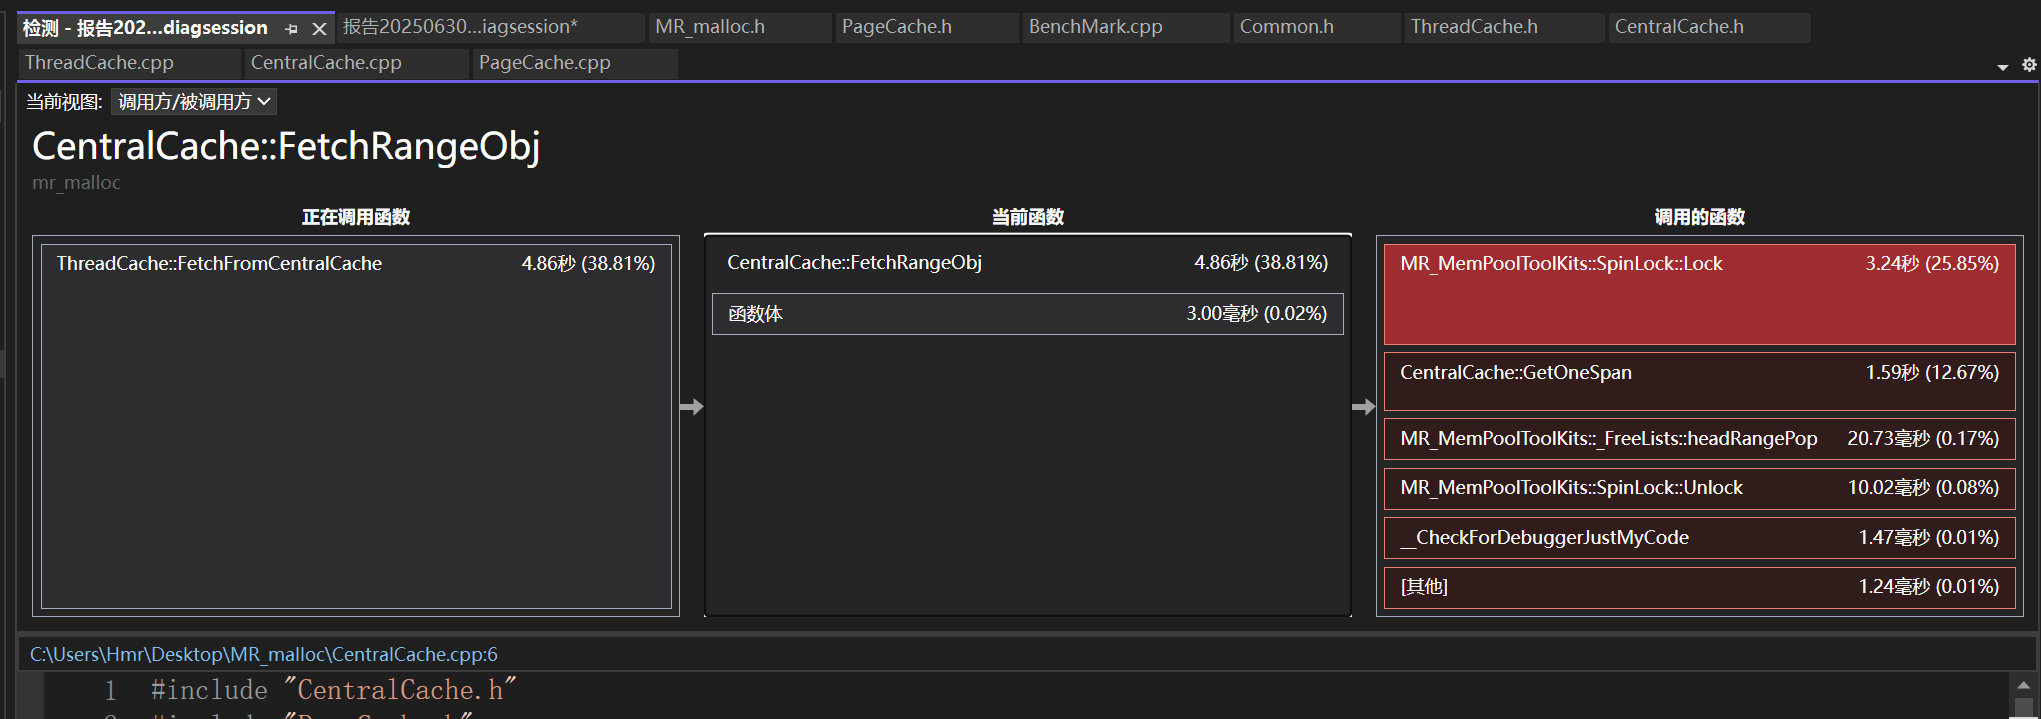 检测 - 报告202...diagsession 报告20250630...iagsession* MR_malloc.h PageCache.h BenchMark.cpp Common.h ThreadCache.h CentralCache.h
ThreadCache.cpp CentralCache.cpp PageCache.cpp
当前视图: 调用方/被调用方
CentralCache::FetchRangeObj
mr_malloc
正在调用函数
ThreadCache::FetchFromCentralCache 4.86秒 (38.81%)
当前函数
CentralCache::FetchRangeObj 4.86秒 (38.81%)
函数体 3.00毫秒 (0.02%)
调用的函数
MR_MemPoolToolKits::SpinLock::Lock 3.24秒 (25.85%)
CentralCache::GetOneSpan 1.59秒 (12.67%)
MR_MemPoolToolKits::_FreeLists::headRangePop 20.73毫秒 (0.17%)
MR_MemPoolToolKits::SpinLock::Unlock 10.02毫秒 (0.08%)
__CheckForDebuggerJustMyCode 1.47毫秒 (0.01%)
[其他] 1.24毫秒 (0.01%)
C:\Users\Hmr\Desktop\MR_malloc\CentralCache.cpp:6
1 #include "CentralCache.h"